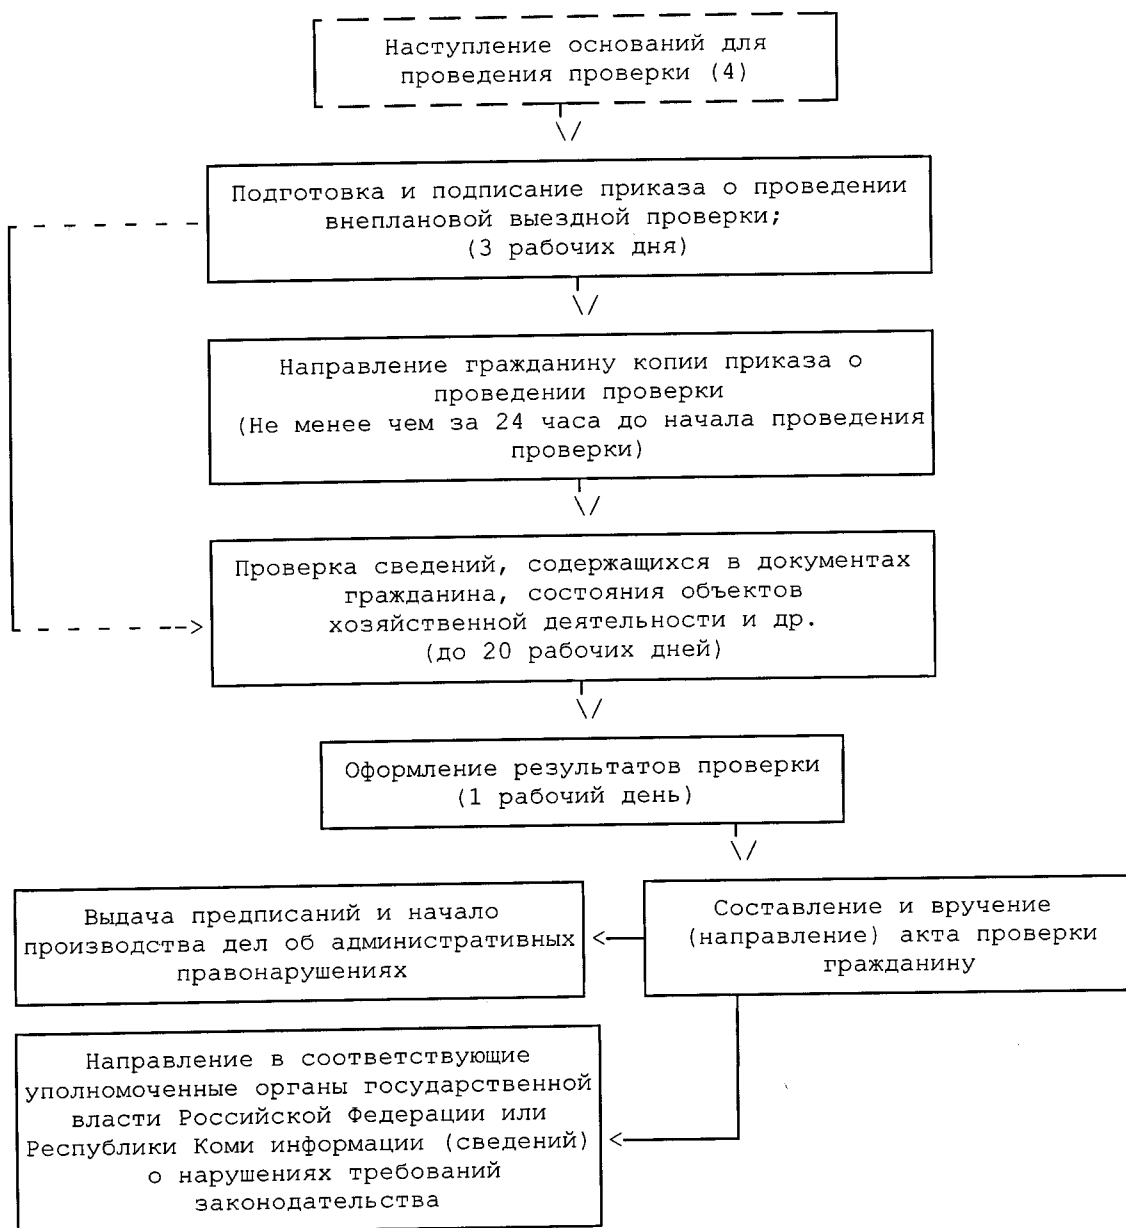 Наступление оснований для
проведения проверки (4)
Подготовка и подписание приказа о проведении
внеплановой выездной проверки;
(3 рабочих дня)
Направление гражданину копии приказа о
проведении проверки
(Не менее чем за 24 часа до начала проведения
проверки)
Проверка сведений, содержащихся в документах
гражданина, состояния объектов
хозяйственной деятельности и др.
(до 20 рабочих дней)
Оформление результатов проверки
(1 рабочий день)
Выдача предписаний и начало
производства дел об административных
правонарушениях
Составление и вручение
(направление) акта проверки
гражданину
Направление в соответствующие
уполномоченные органы государственной
власти Российской Федерации или
Республики Коми информации (сведений)
о нарушениях требований
законодательства